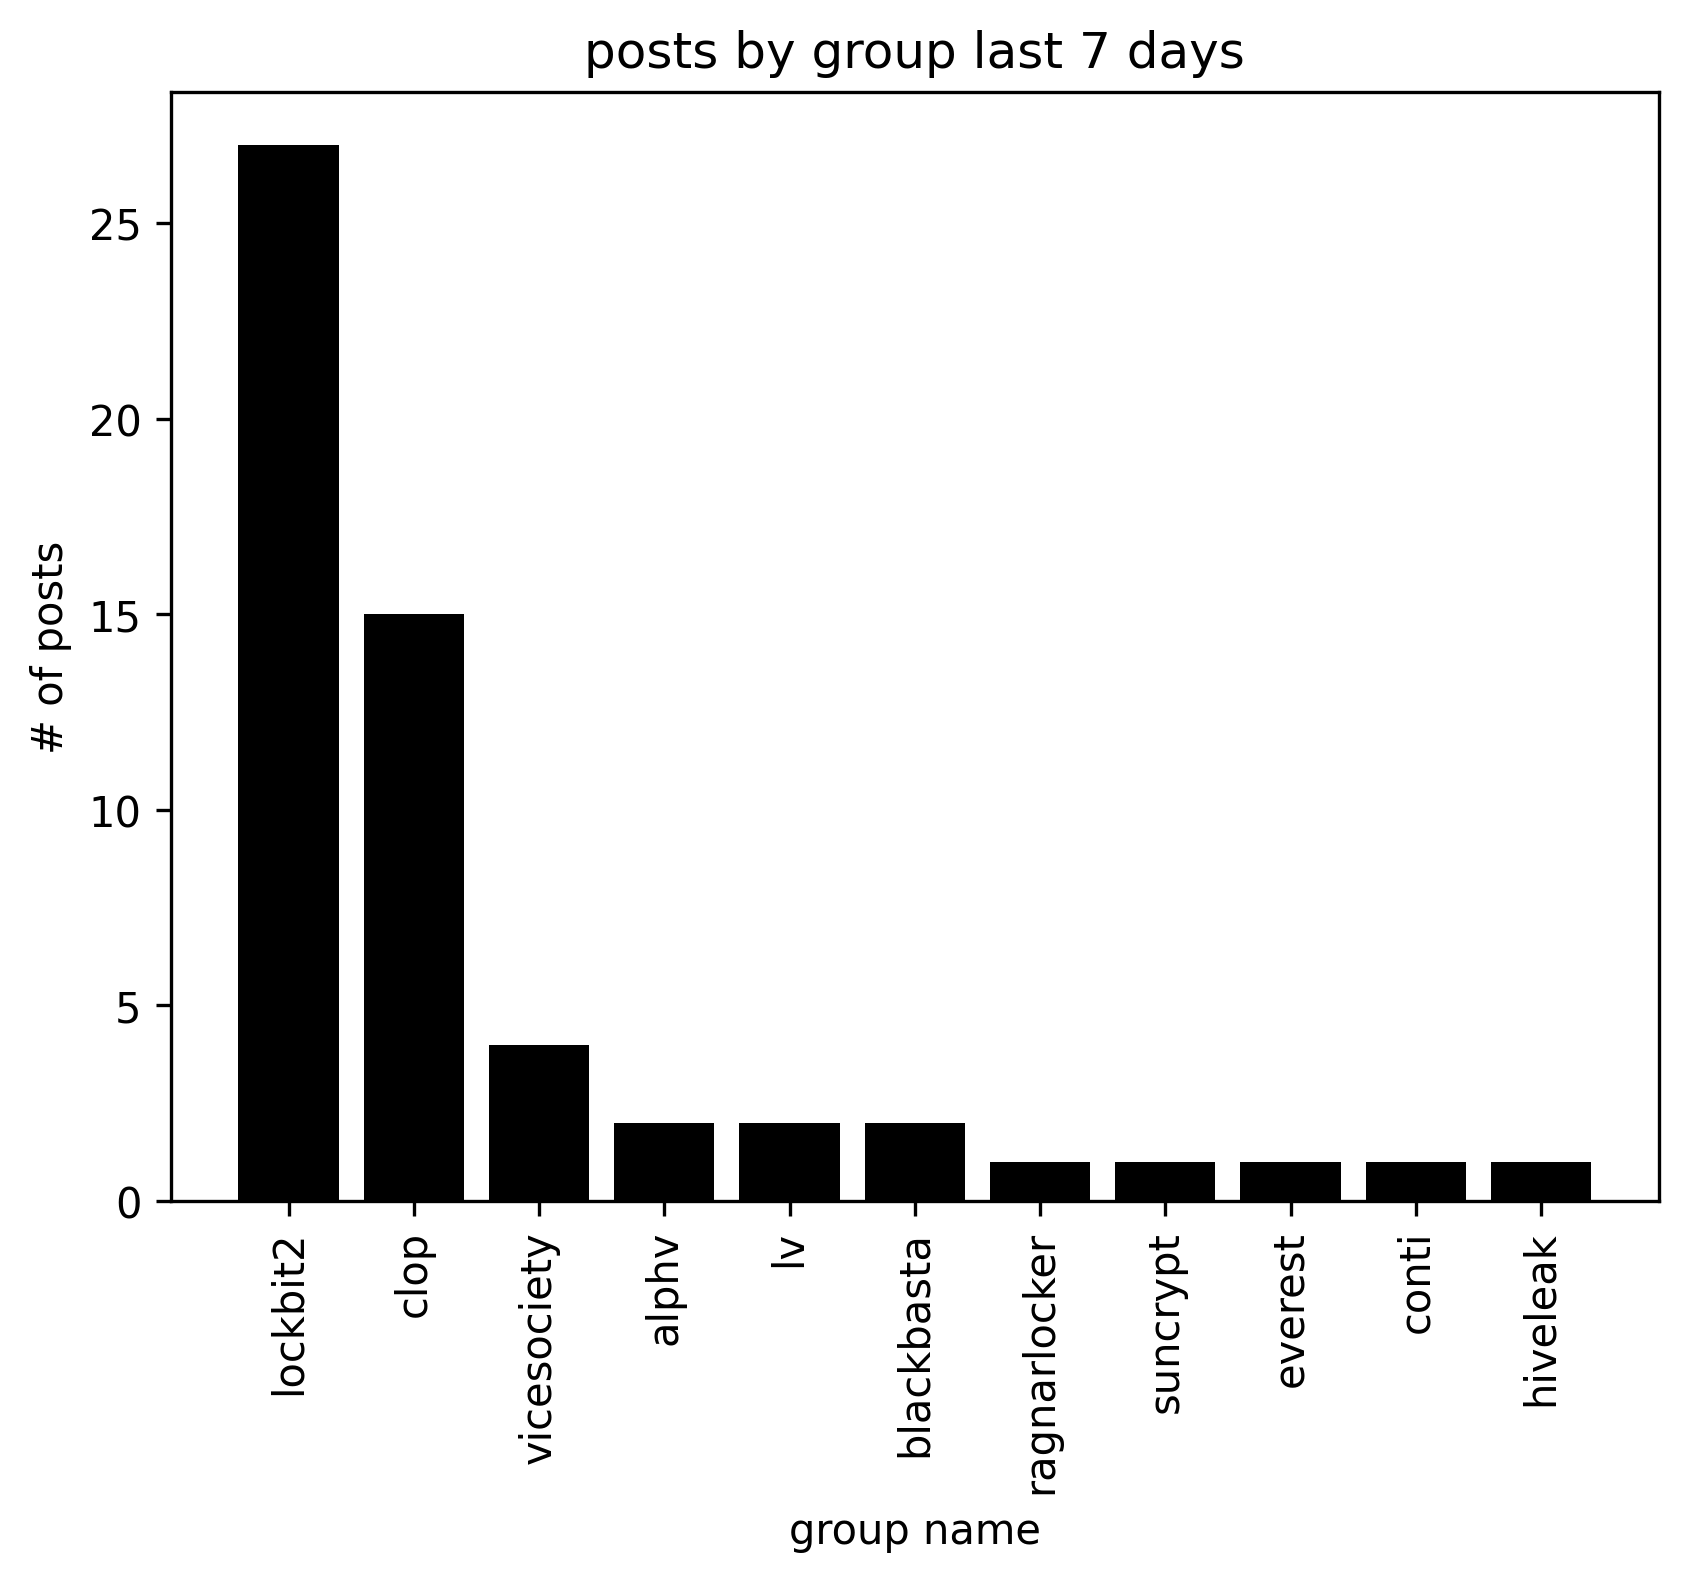 posts by group last 7 days
# of posts
25
20
15
10
5
0
lockbit2
clop
vicesociety
alphv
lv
blackbasta
ragnarlocker
suncrypt
everest
conti
hiveleak
group name